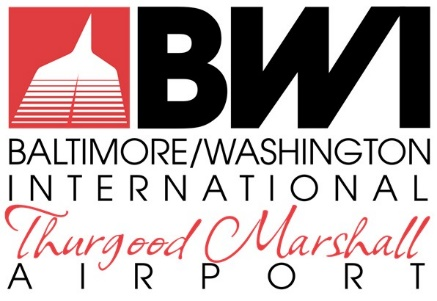 BWI
BALTIMORE/WASHINGTON
INTERNATIONAL
Thurgood Marshall
AIRPORT